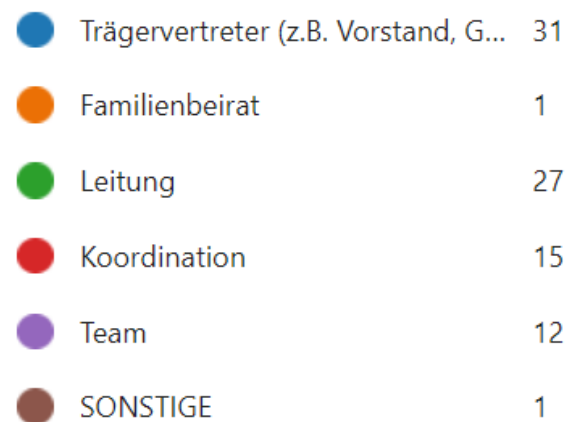 Trägervertreter (z.B. Vorstand, G... 31
Familienbeirat 1
Leitung 27
Koordination 15
Team 12
SONSTIGE 1